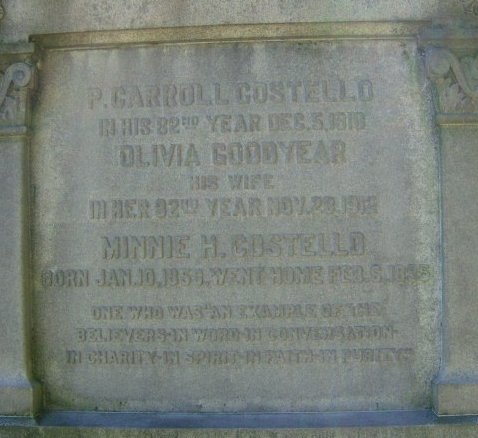 P. CARROLL COSTELLO
IN HIS 82ND YEAR DEC. 5, 1910
OLIVIA GOODYEAR
HIS WIFE
IN HER 92ND YEAR NOV. 28, 1912
MINNIE H. COSTELLO
BORN JAN. 10, 1856, WENT HOME FEB. 6,
ONE WHO WAS "AN EXAMPLE OF THE
BELIEVERS-IN WORD-IN CONVERSATION-
IN CHARITY-IN SPIRIT-IN FAITH-IN PURITY"